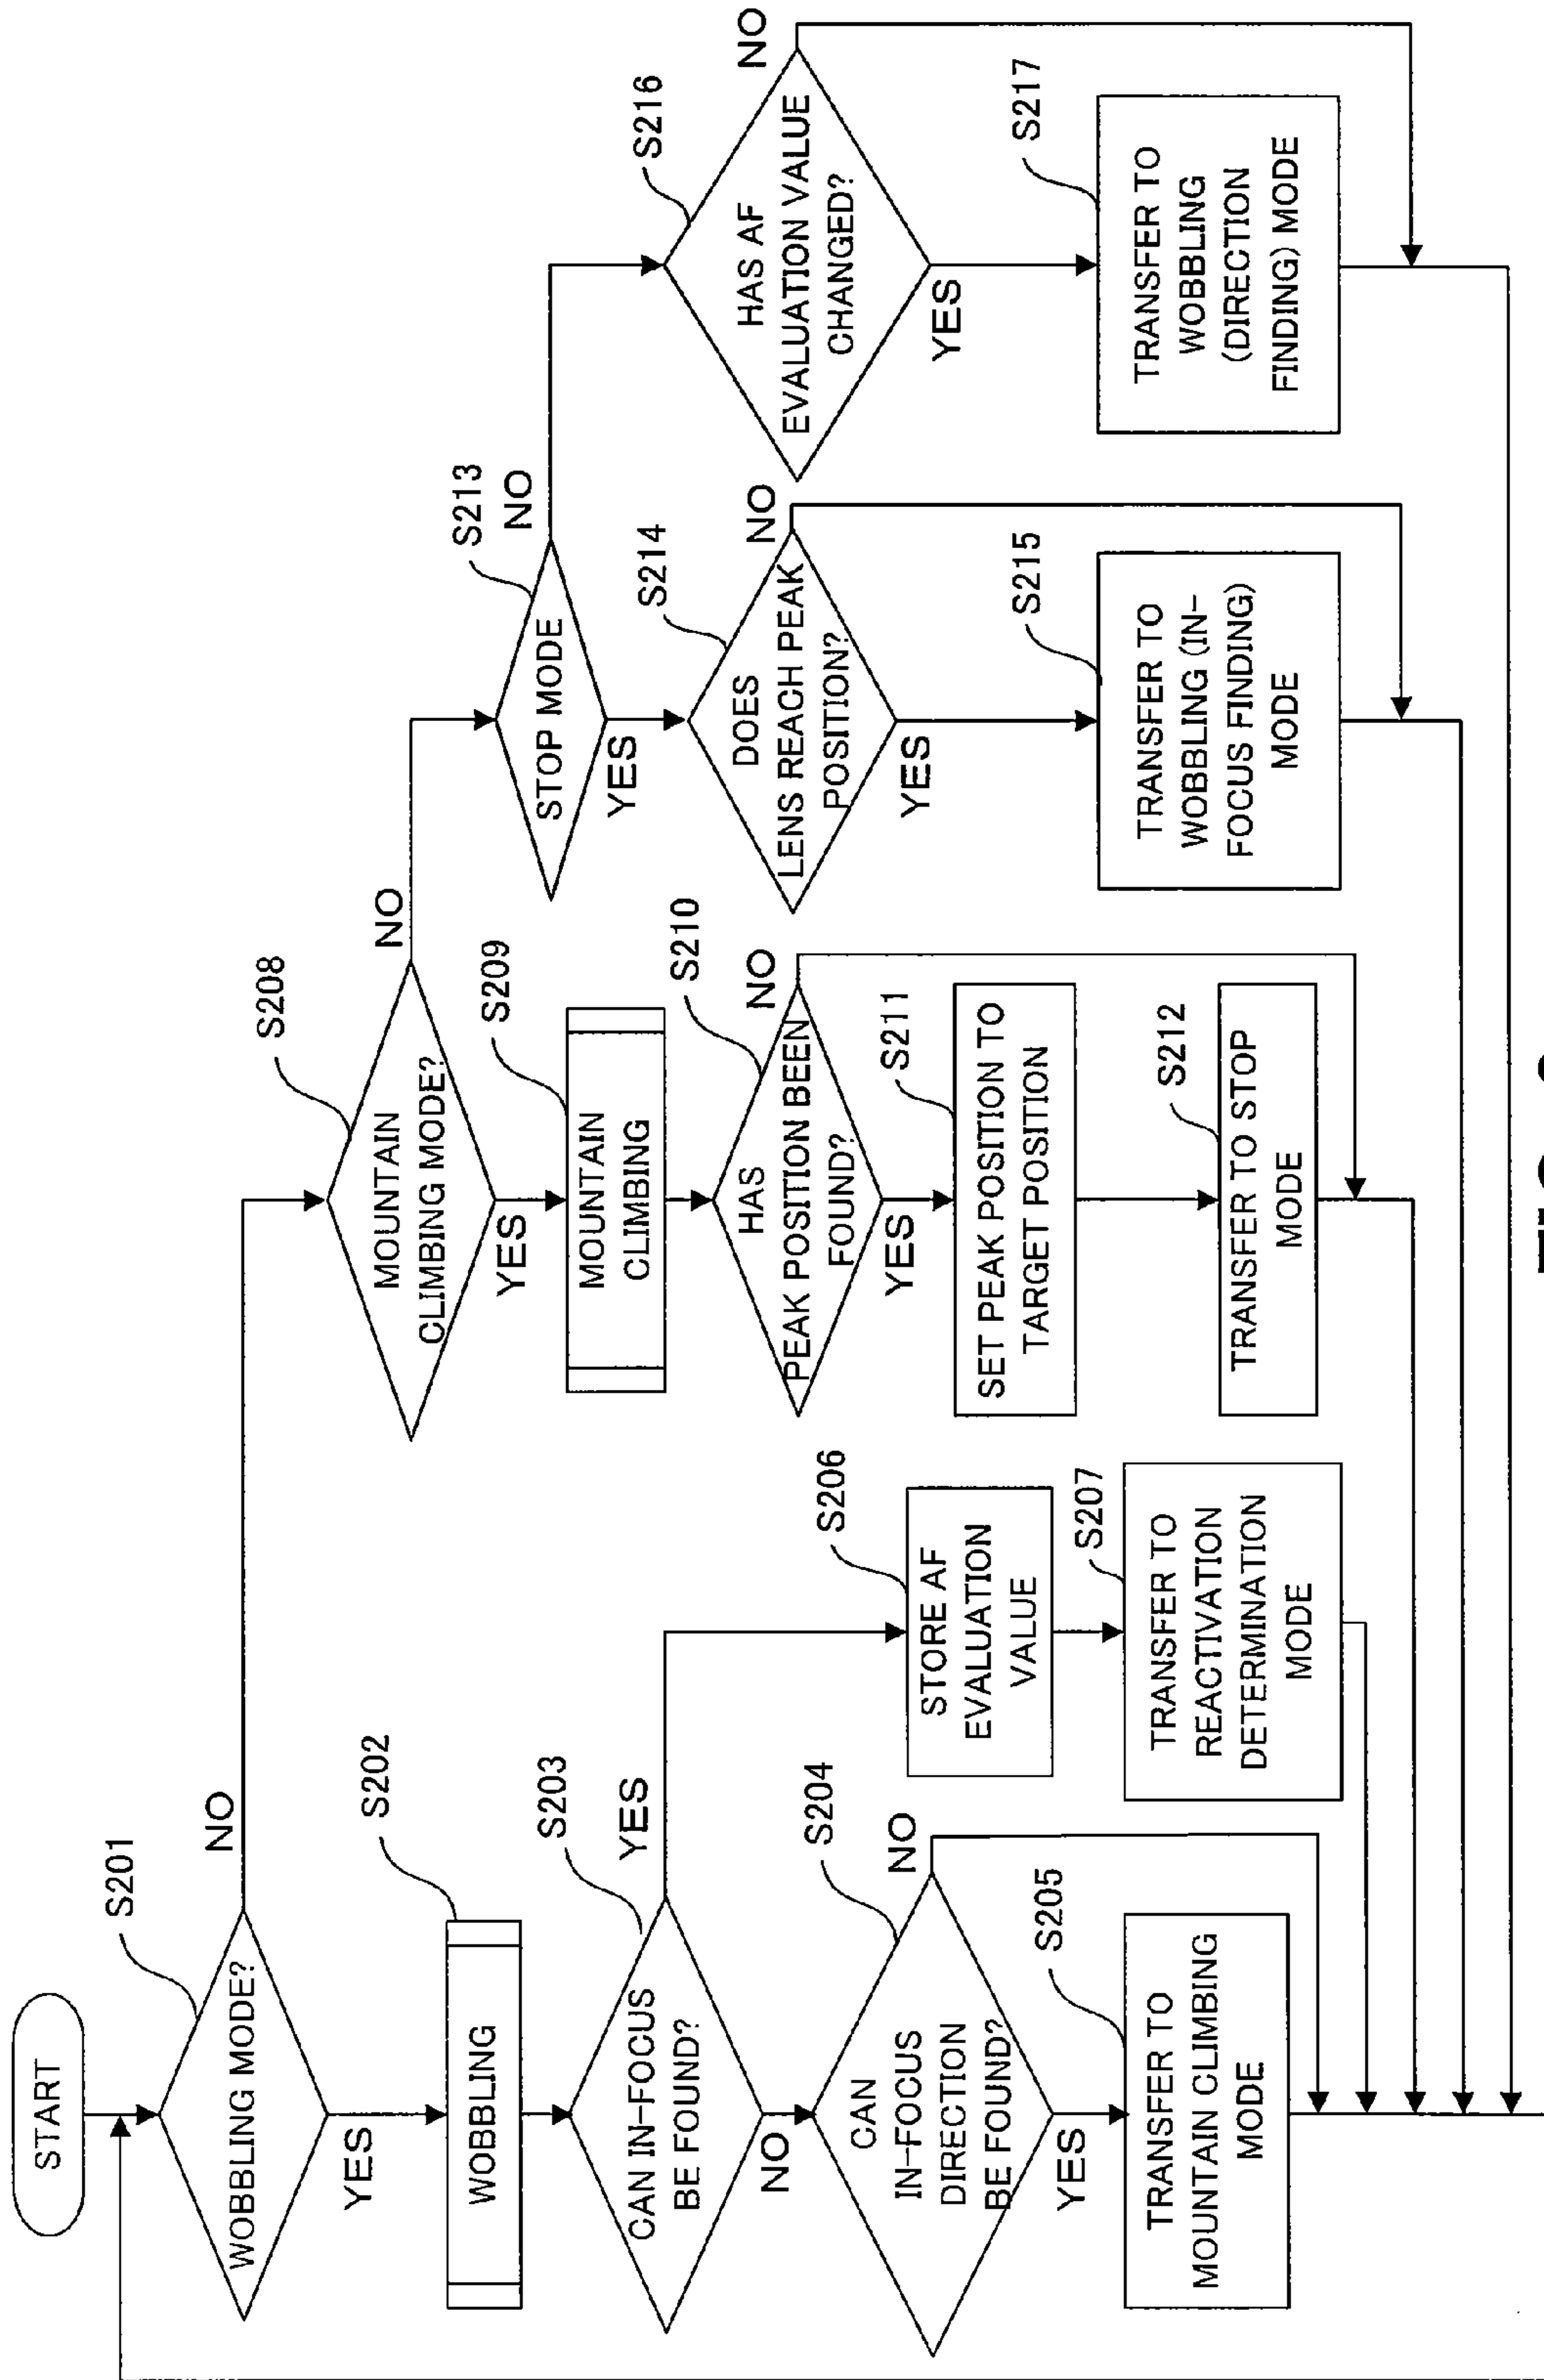 START
S201
WOBBLING MODE?
NO
YES
S202
WOBBLING
S203
CAN IN-FOCUS
BE FOUND?
YES
NO
S204
CAN
IN-FOCUS
DIRECTION
BE FOUND?
NO
YES
S205
TRANSFER TO
MOUNTAIN CLIMBING
MODE
S206
STORE AF
EVALUATION
VALUE
S207
TRANSFER TO
REACTIVATION
DETERMINATION
MODE
S208
MOUNTAIN
CLIMBING MODE?
NO
YES
S209
MOUNTAIN
CLIMBING
S210
HAS
PEAK POSITION BEEN
FOUND?
NO
YES
S211
SET PEAK POSITION TO
TARGET POSITION
S212
TRANSFER TO STOP
MODE
S213
STOP MODE
NO
YES
S214
DOES
LENS REACH PEAK
POSITION?
NO
YES
S215
TRANSFER TO
WOBBLING (IN-
FOCUS FINDING)
MODE
S216
HAS AF
EVALUATION VALUE
CHANGED?
NO
YES
S217
TRANSFER TO
WOBBLING
(DIRECTION
FINDING) MODE